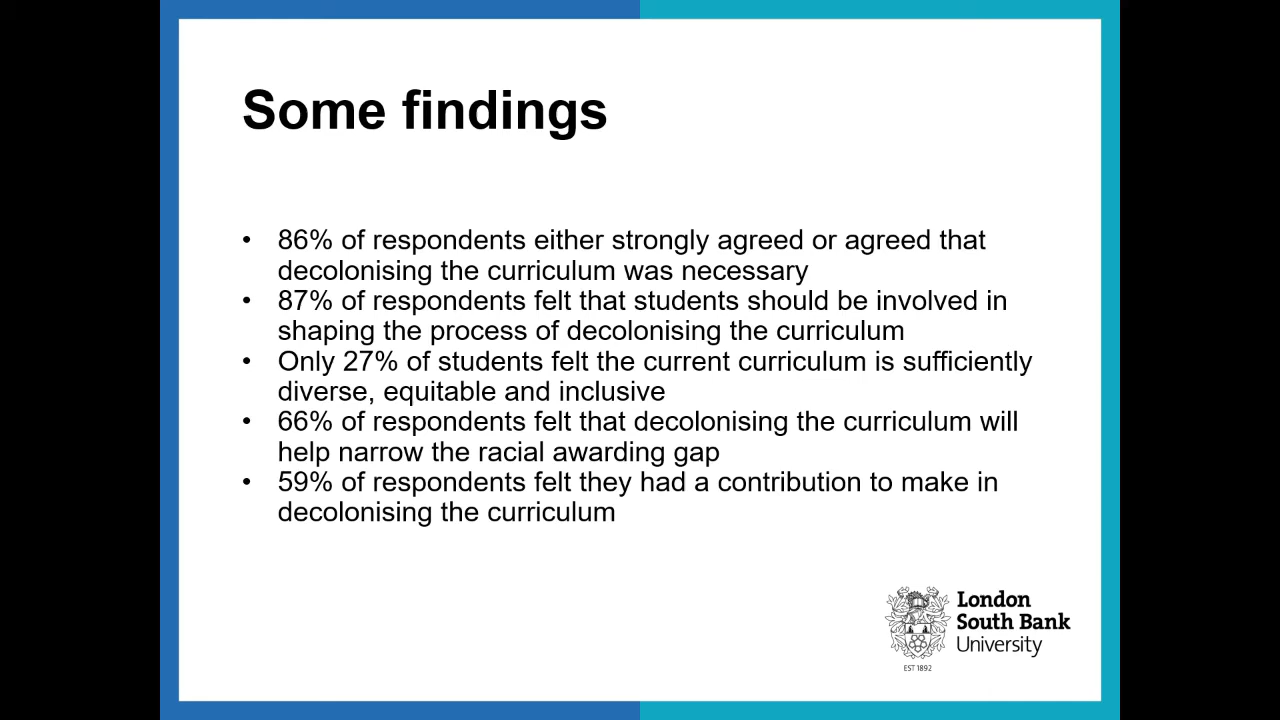 Some findings
• 86% of respondents either strongly agreed or agreed that
decolonising the curriculum was necessary
• 87% of respondents felt that students should be involved in
shaping the process of decolonising the curriculum
• Only 27% of students felt the current curriculum is sufficiently
diverse, equitable and inclusive
• 66% of respondents felt that decolonising the curriculum will
help narrow the racial awarding gap
• 59% of respondents felt they had a contribution to make in
decolonising the curriculum
London
South Bank
University
EST 1892